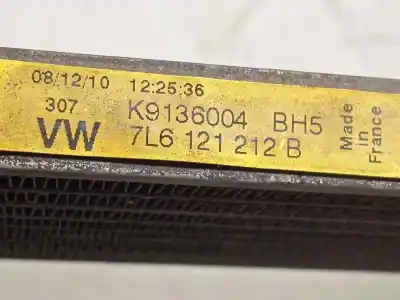 08/12/10 12:25:36
307 K9136004 BH5
VW 7L6 121 212 B
Made in France